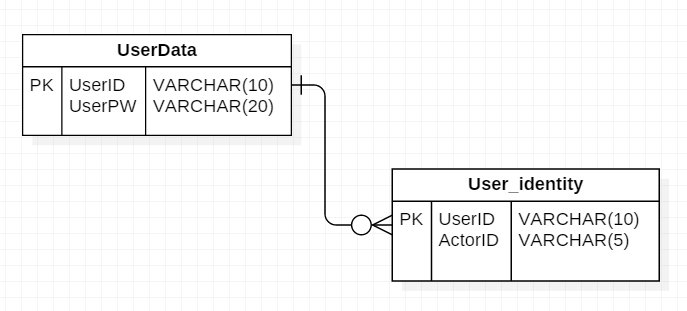 UserData
PK UserID VARCHAR(10)
UserPW VARCHAR(20)
User_identity
PK UserID VARCHAR(10)
ActorID VARCHAR(5)